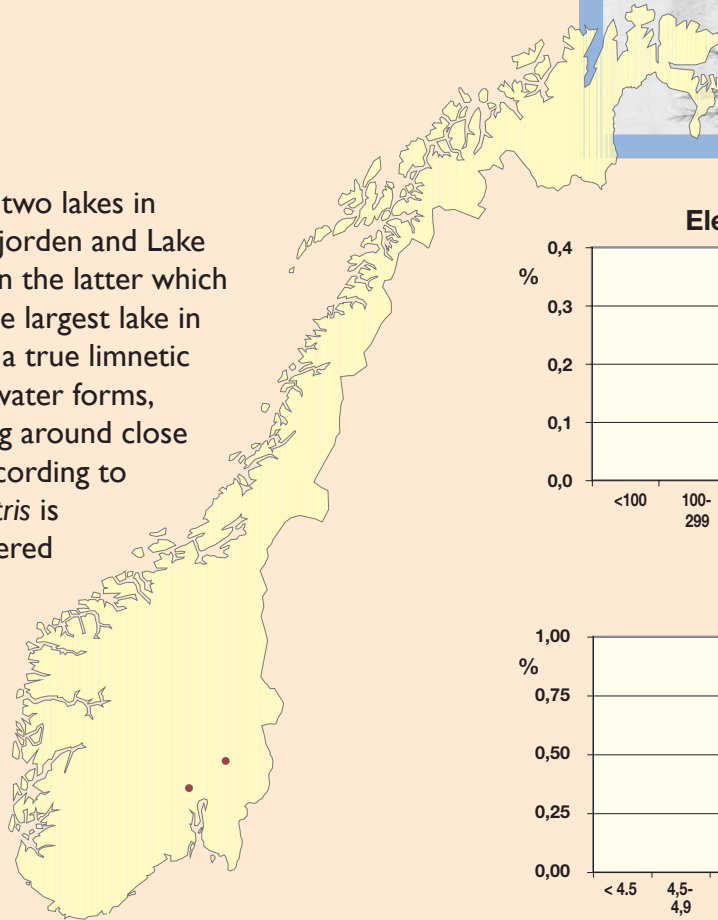 two lakes in
fjorden and Lake
n the latter which
e largest lake in
a true limnetic
water forms,
g around close
cording to
tris is
ered
Ele
0,4
%
0,3
0,2
0,1
0,0
<100 100-
299
1,00
%
0,75
0,50
0,25
0,00
< 4.5 4,5-
4,9